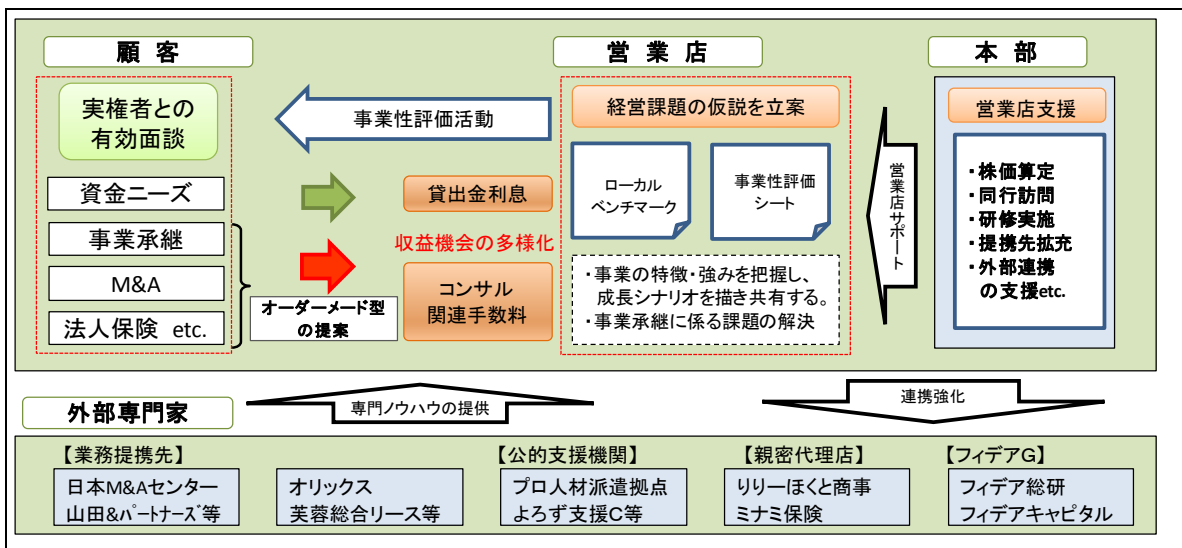 顧 客
実権者との
有効面談
資金ニーズ
事業承継
M&A
法人保険 etc.
事業性評価活動
貸出金利息
収益機会の多様化
コンサル
関連手数料
オーダーメード型
の提案
営 業 店
経営課題の仮説を立案
ローカル
ベンチマーク
事業性評価
シート
・事業の特徴・強みを把握し、
成長シナリオを描き共有する。
・事業承継に係る課題の解決
営業店サポート
本 部
営業店支援
・株価算定
・同行訪問
・研修実施
・提携先拡充
・外部連携
の支援etc.
専門ノウハウの提供
連携強化
外部専門家
【業務提携先】
日本M&Aセンター
山田&パートナーズ等
オリックス
芙蓉総合リース等
【公的支援機関】
プロ人材派遣拠点
よろず支援C等
【親密代理店】
りりーほくと商事
ミナミ保険
【フィデアG】
フィデア総研
フィデアキャピタル